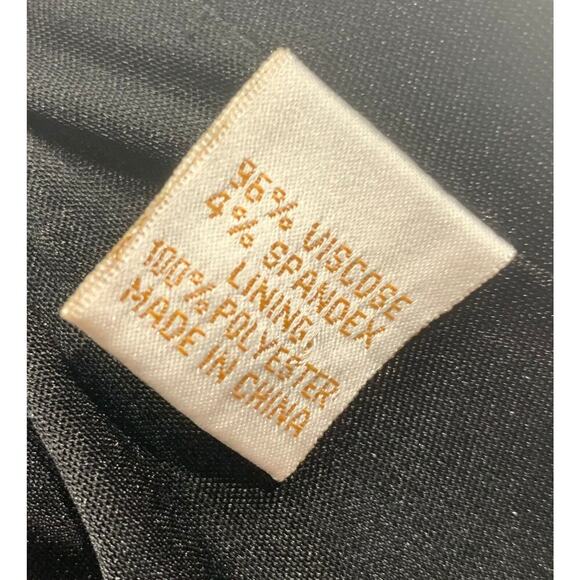 96% VISCOSE
4% SPANDEX
LINING,
100% POLYESTER
MADE IN CHINA